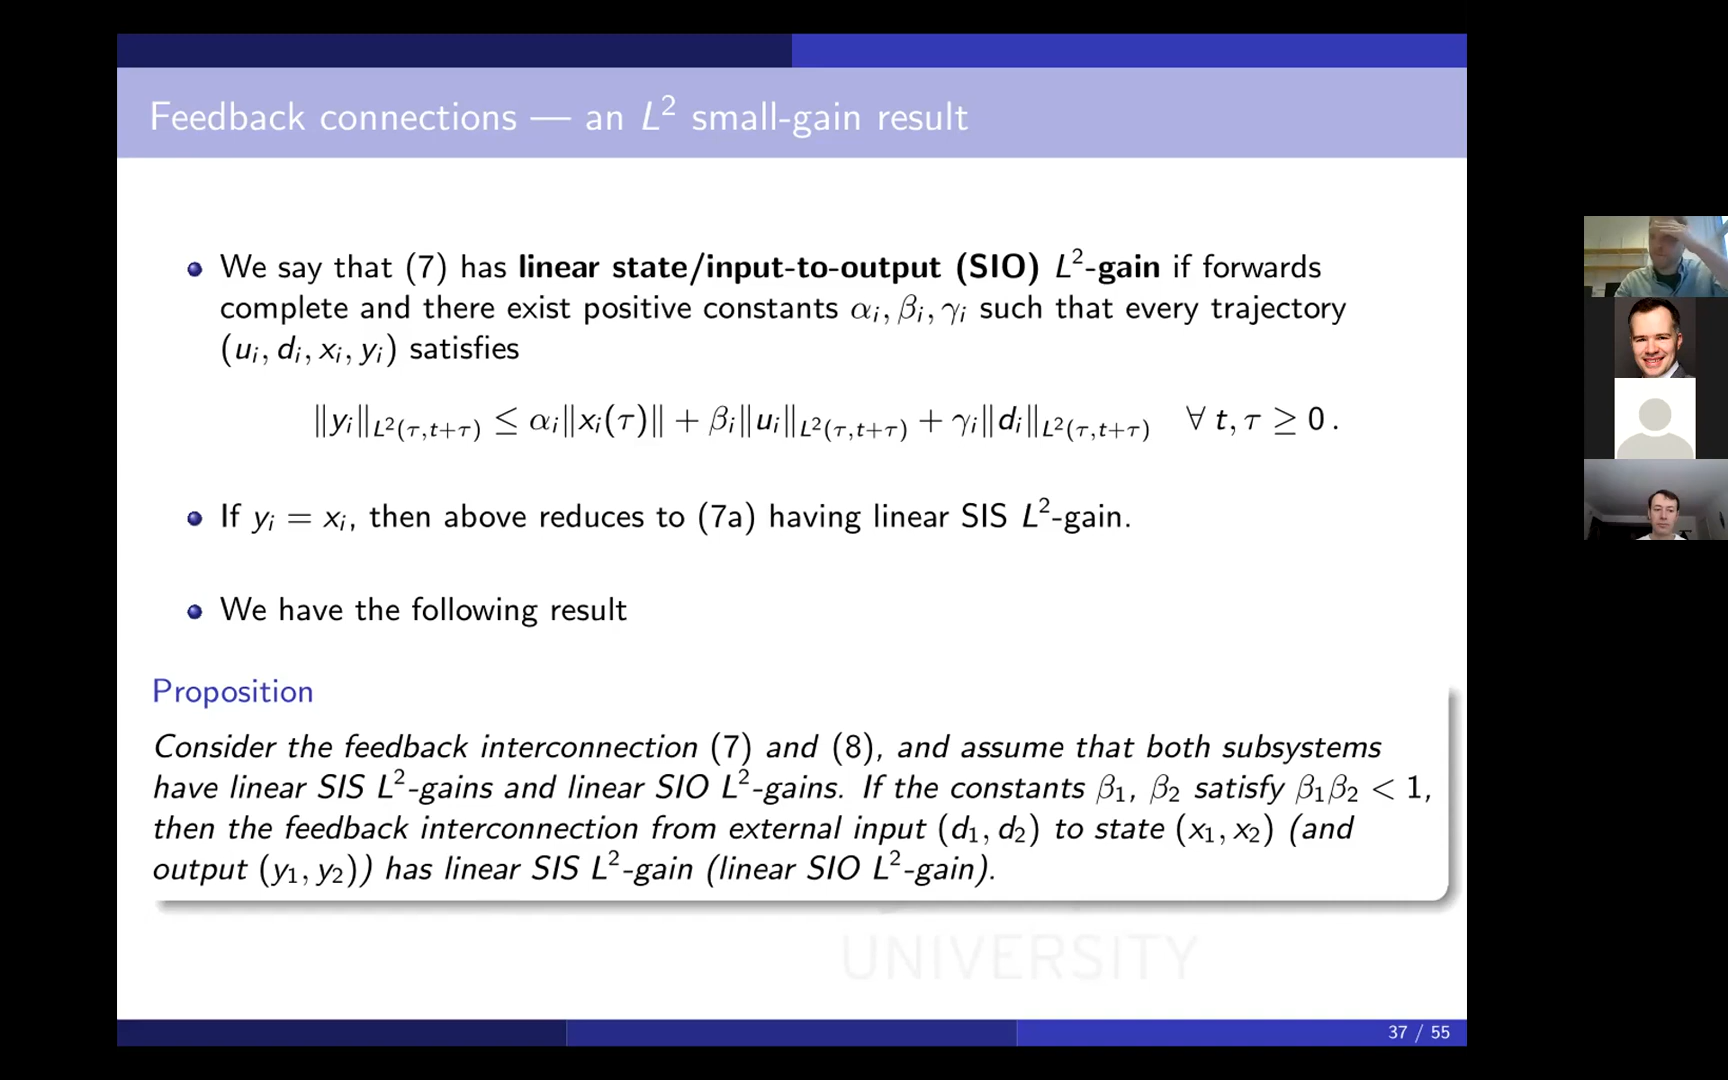 Feedback connections — an L² small-gain result
We say that (7) has linear state/input-to-output (SIO) L²-gain if forwards
complete and there exist positive constants αᵢ, βᵢ, γᵢ such that every trajectory
(uᵢ, dᵢ, xᵢ, yᵢ) satisfies
‖yᵢ‖_{L²(τ,t+τ)} ≤ αᵢ‖xᵢ(τ)‖ + βᵢ‖uᵢ‖_{L²(τ,t+τ)} + γᵢ‖dᵢ‖_{L²(τ,t+τ)} ∀ t, τ ≥ 0 .
If yᵢ = xᵢ, then above reduces to (7a) having linear SIS L²-gain.
We have the following result
Proposition
Consider the feedback interconnection (7) and (8), and assume that both subsystems
have linear SIS L²-gains and linear SIO L²-gains. If the constants β₁, β₂ satisfy β₁β₂ < 1,
then the feedback interconnection from external input (d₁, d₂) to state (x₁, x₂) (and
output (y₁, y₂)) has linear SIS L²-gain (linear SIO L²-gain).
UNIVERSITY
37 / 55